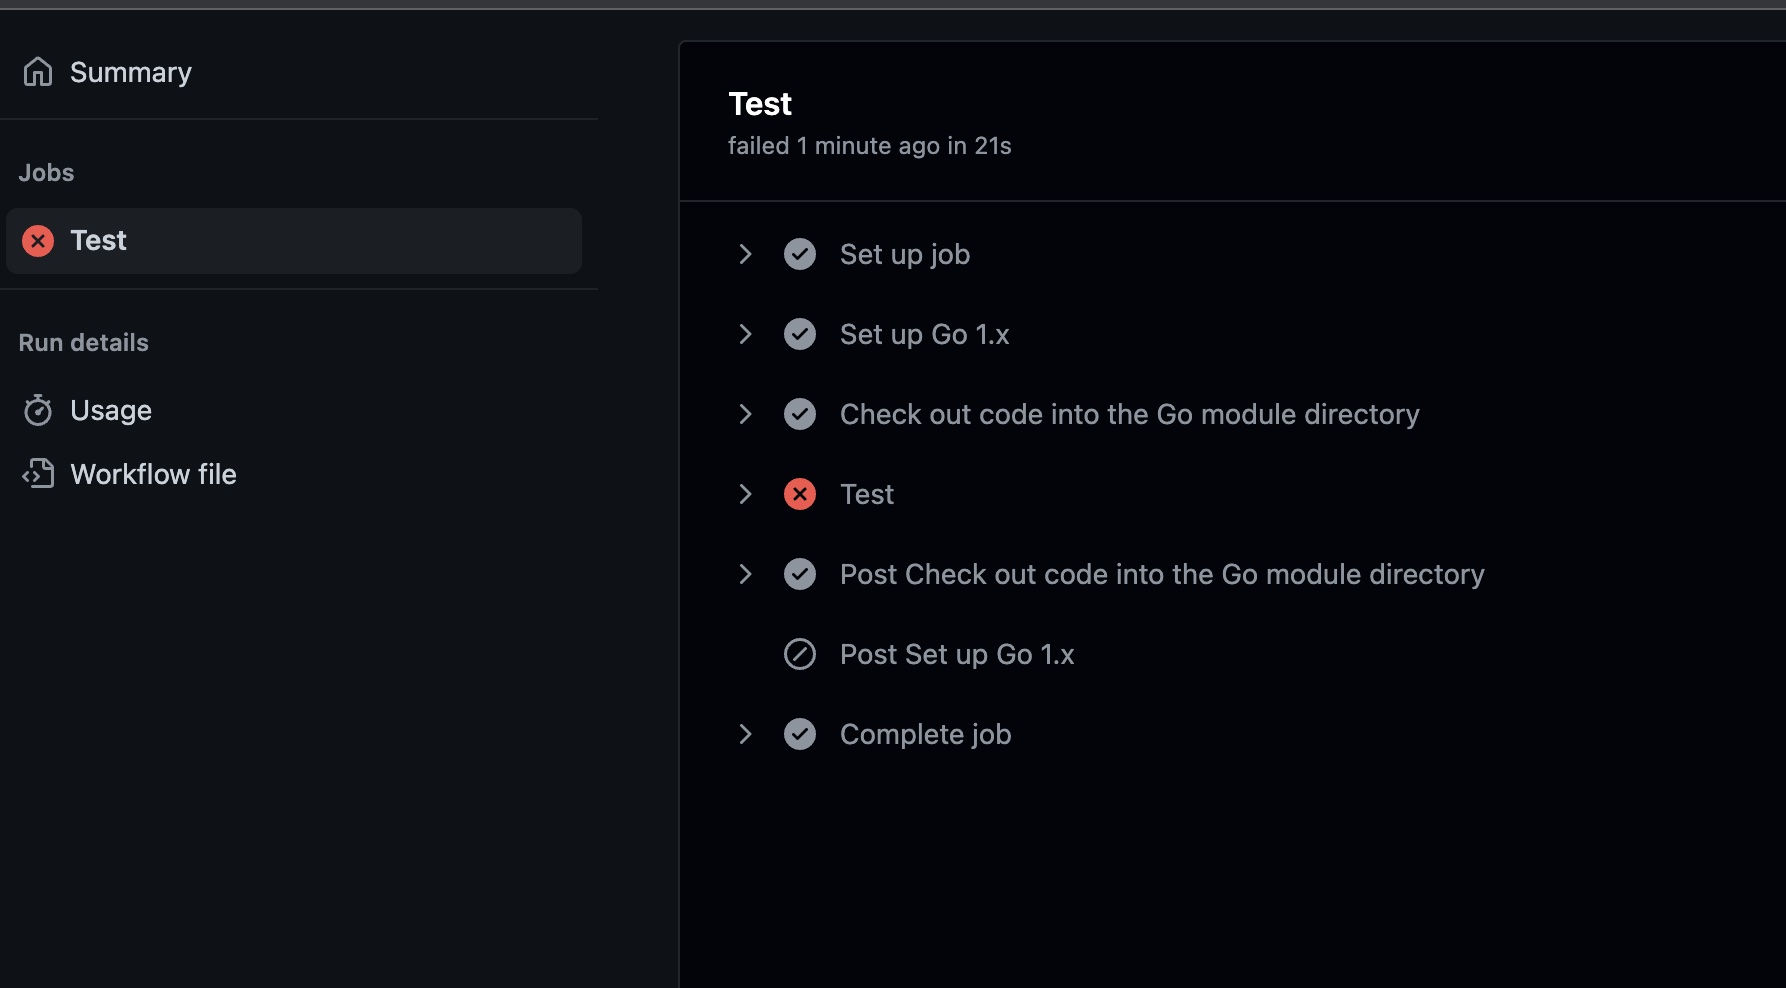 Summary
Jobs
Test
Run details
Usage
Workflow file
Test
failed 1 minute ago in 21s
Set up job
Set up Go 1.x
Check out code into the Go module directory
Test
Post Check out code into the Go module directory
Post Set up Go 1.x
Complete job